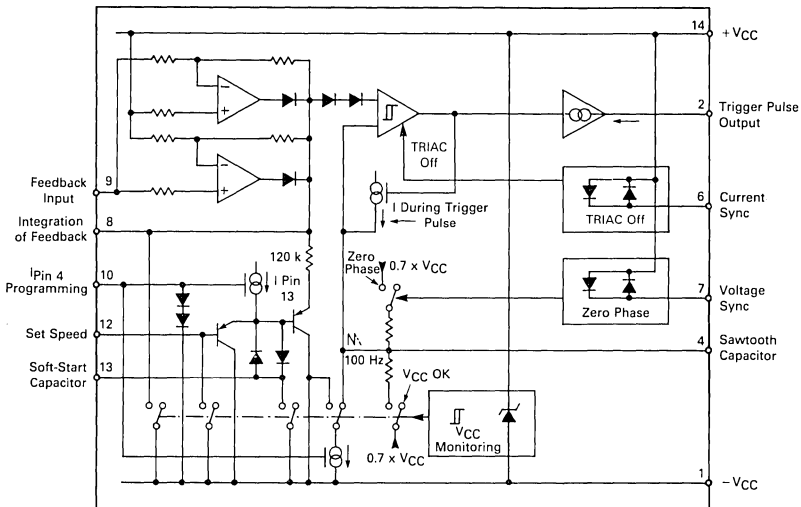 14
+ VCC
2
Trigger Pulse
Output
TRIAC
Off
Feedback
9
Input
Integration
8
of Feedback
I During Trigger
Pulse
TRIAC Off
6
Current
Sync
120 k
Zero
Phase
0.7 x VCC
IPin 4
10
Programming
I Pin
13
Zero Phase
7
Voltage
Sync
Set Speed
12
4
Sawtooth
Capacitor
100 Hz
Soft-Start
13
Capacitor
VCC OK
VCC
Monitoring
0.7 x VCC
1
- VCC